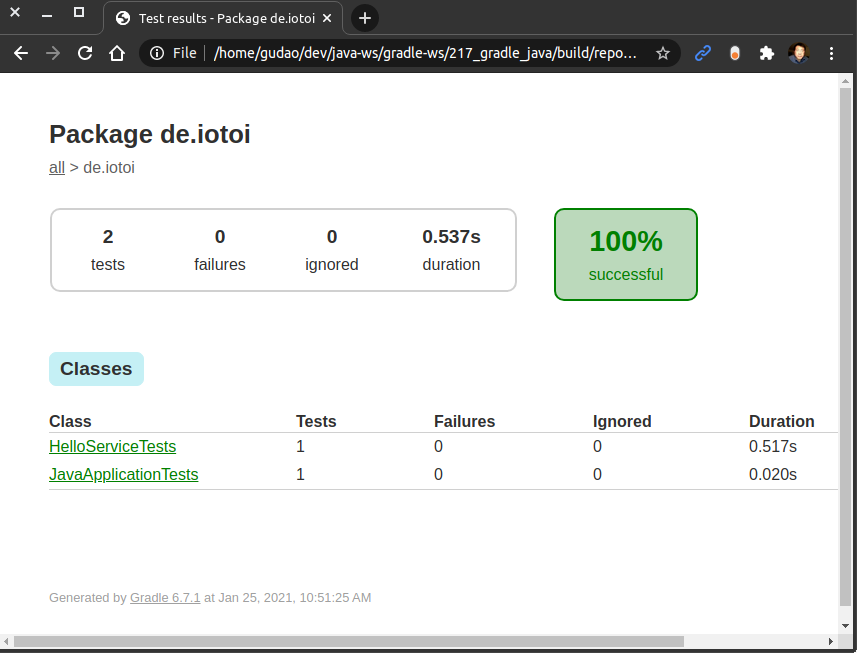 Test results - Package de.iotoi
File /home/gudao/dev/java-ws/gradle-ws/217_gradle_java/build/repo...
Package de.iotoi
all > de.iotoi
2 0 0 0.537s
tests failures ignored duration
100%
successful
Classes
Class Tests Failures Ignored Duration
HelloServiceTests 1 0 0 0.517s
JavaApplicationTests 1 0 0 0.020s
Generated by Gradle 6.7.1 at Jan 25, 2021, 10:51:25 AM